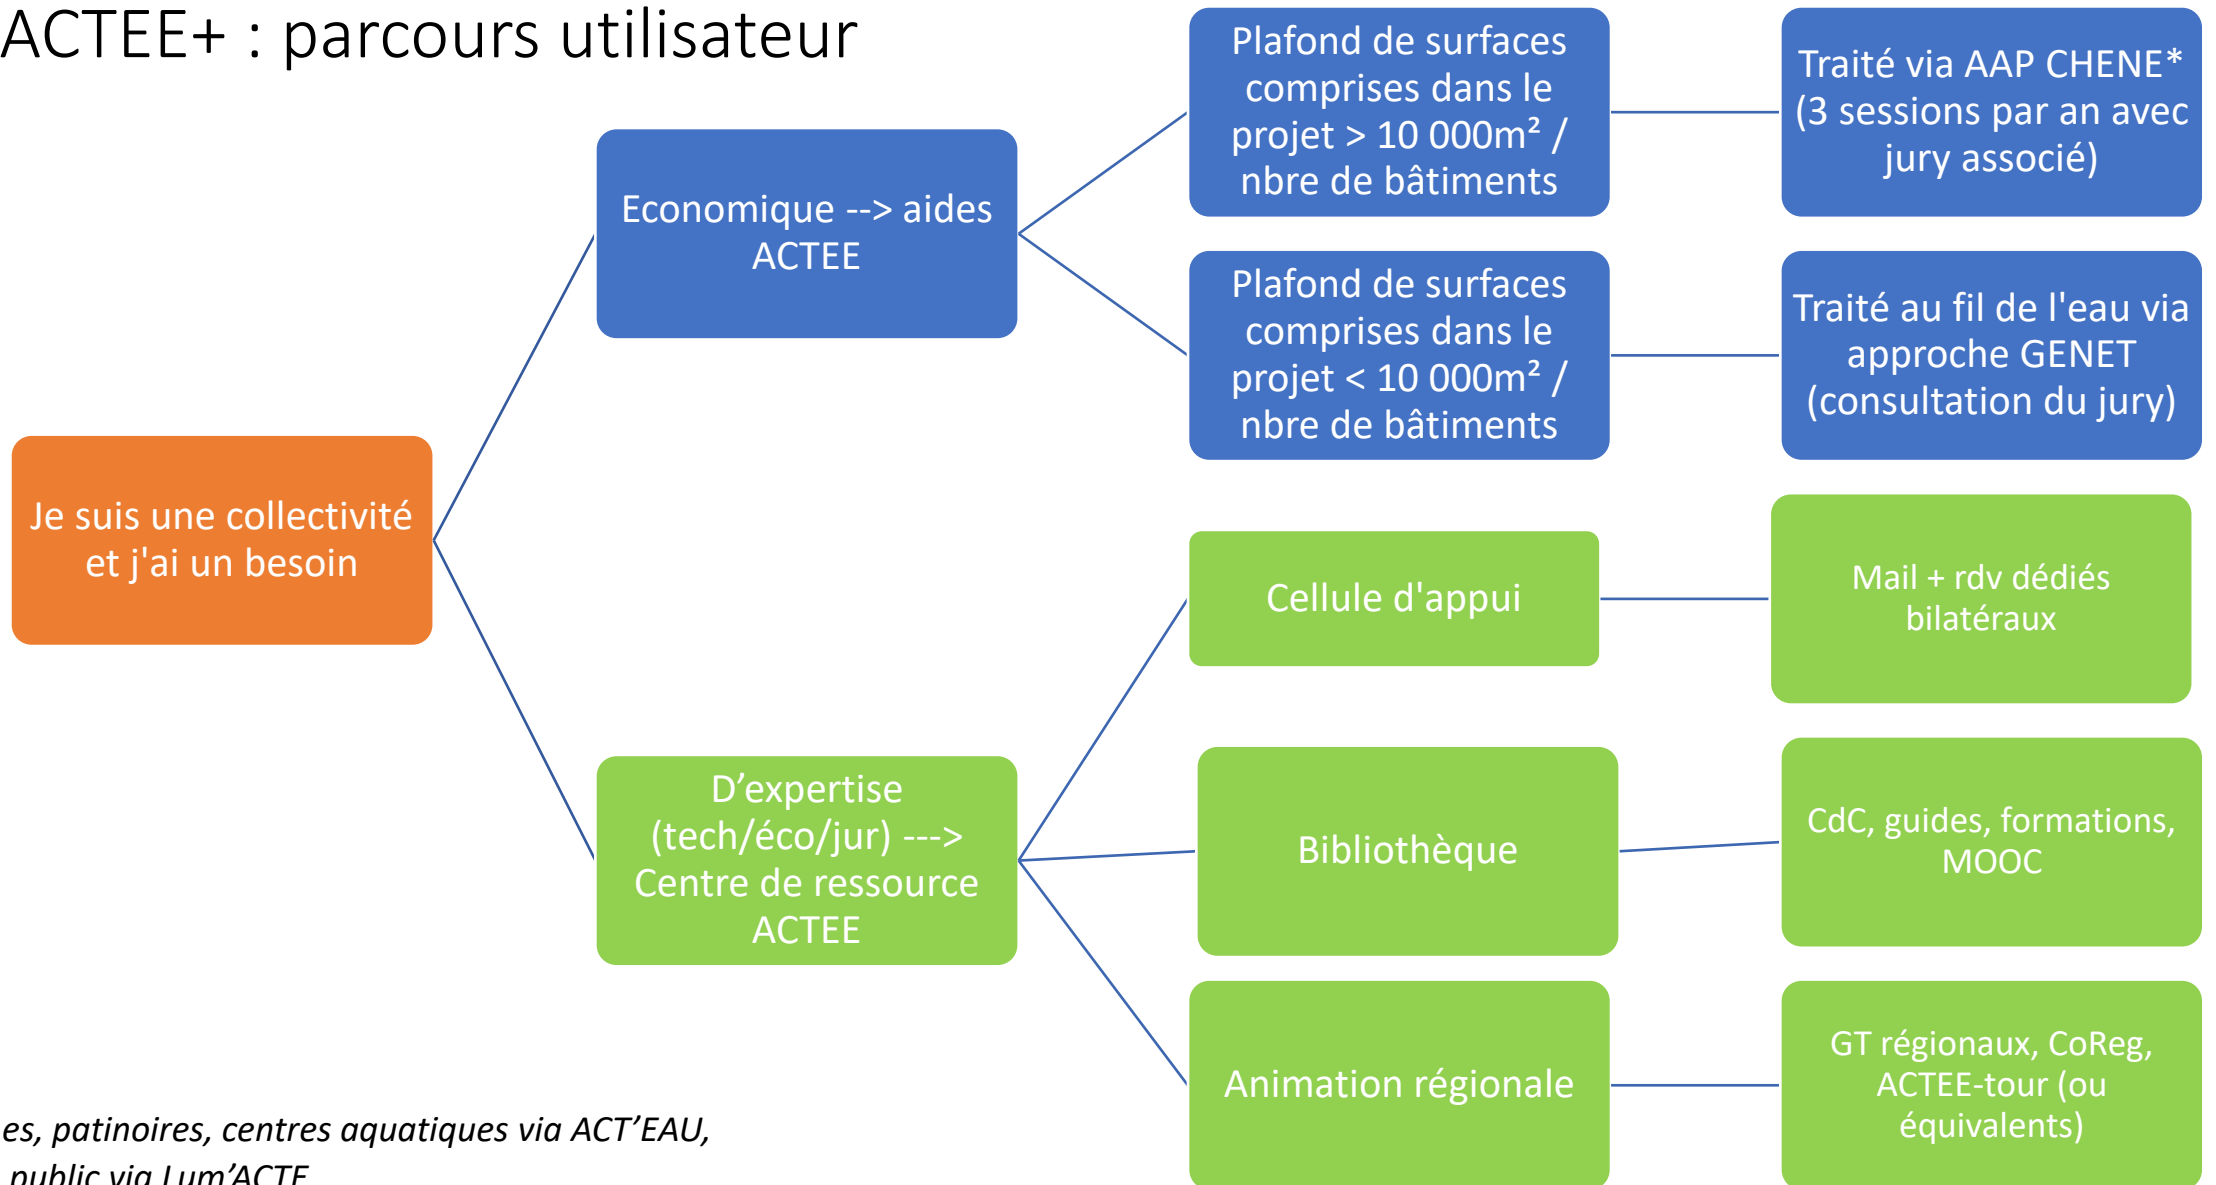 ACTEE+ : parcours utilisateur
Je suis une collectivité
et j'ai un besoin
Economique --> aides
ACTEE
Plafond de surfaces
comprises dans le
projet > 10 000m² /
nbre de bâtiments
Traité via AAP CHENE*
(3 sessions par an avec
jury associé)
Plafond de surfaces
comprises dans le
projet < 10 000m² /
nbre de bâtiments
Traité au fil de l'eau via
approche GENET
(consultation du jury)
D’expertise
(tech/éco/jur) --->
Centre de ressource
ACTEE
Cellule d'appui
Mail + rdv dédiés
bilatéraux
Bibliothèque
CdC, guides, formations,
MOOC
Animation régionale
GT régionaux, CoReg,
ACTEE-tour (ou
équivalents)
es, patinoires, centres aquatiques via ACT’EAU,
public via Lum’ACTE